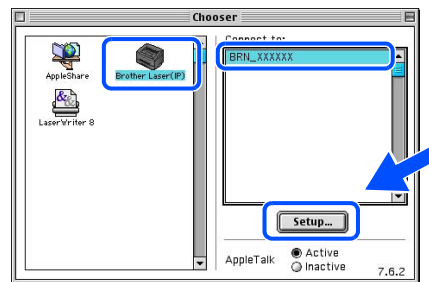 Chooser
Connect to:
AppleShare
Brother Laser(IP)
BRN_XXXXXX
LaserWriter 8
Setup...
AppleTalk
Active
Inactive
7.6.2